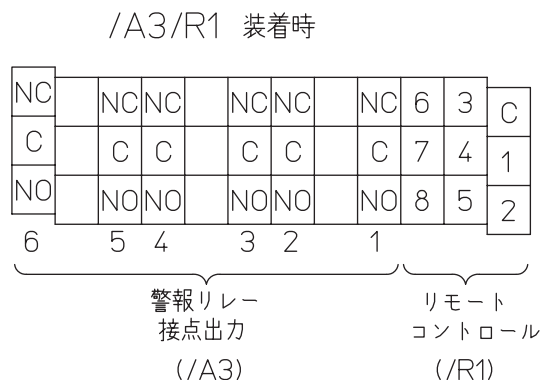 /A3/R1 装着時
NC NC NC NC NC NC 6 3 C
C C C C C C 7 4 1
NO NO NO NO NO NO 8 5 2
6 5 4 3 2 1
警報リレー
接点出力
(/A3)
リモート
コントロール
(/R1)